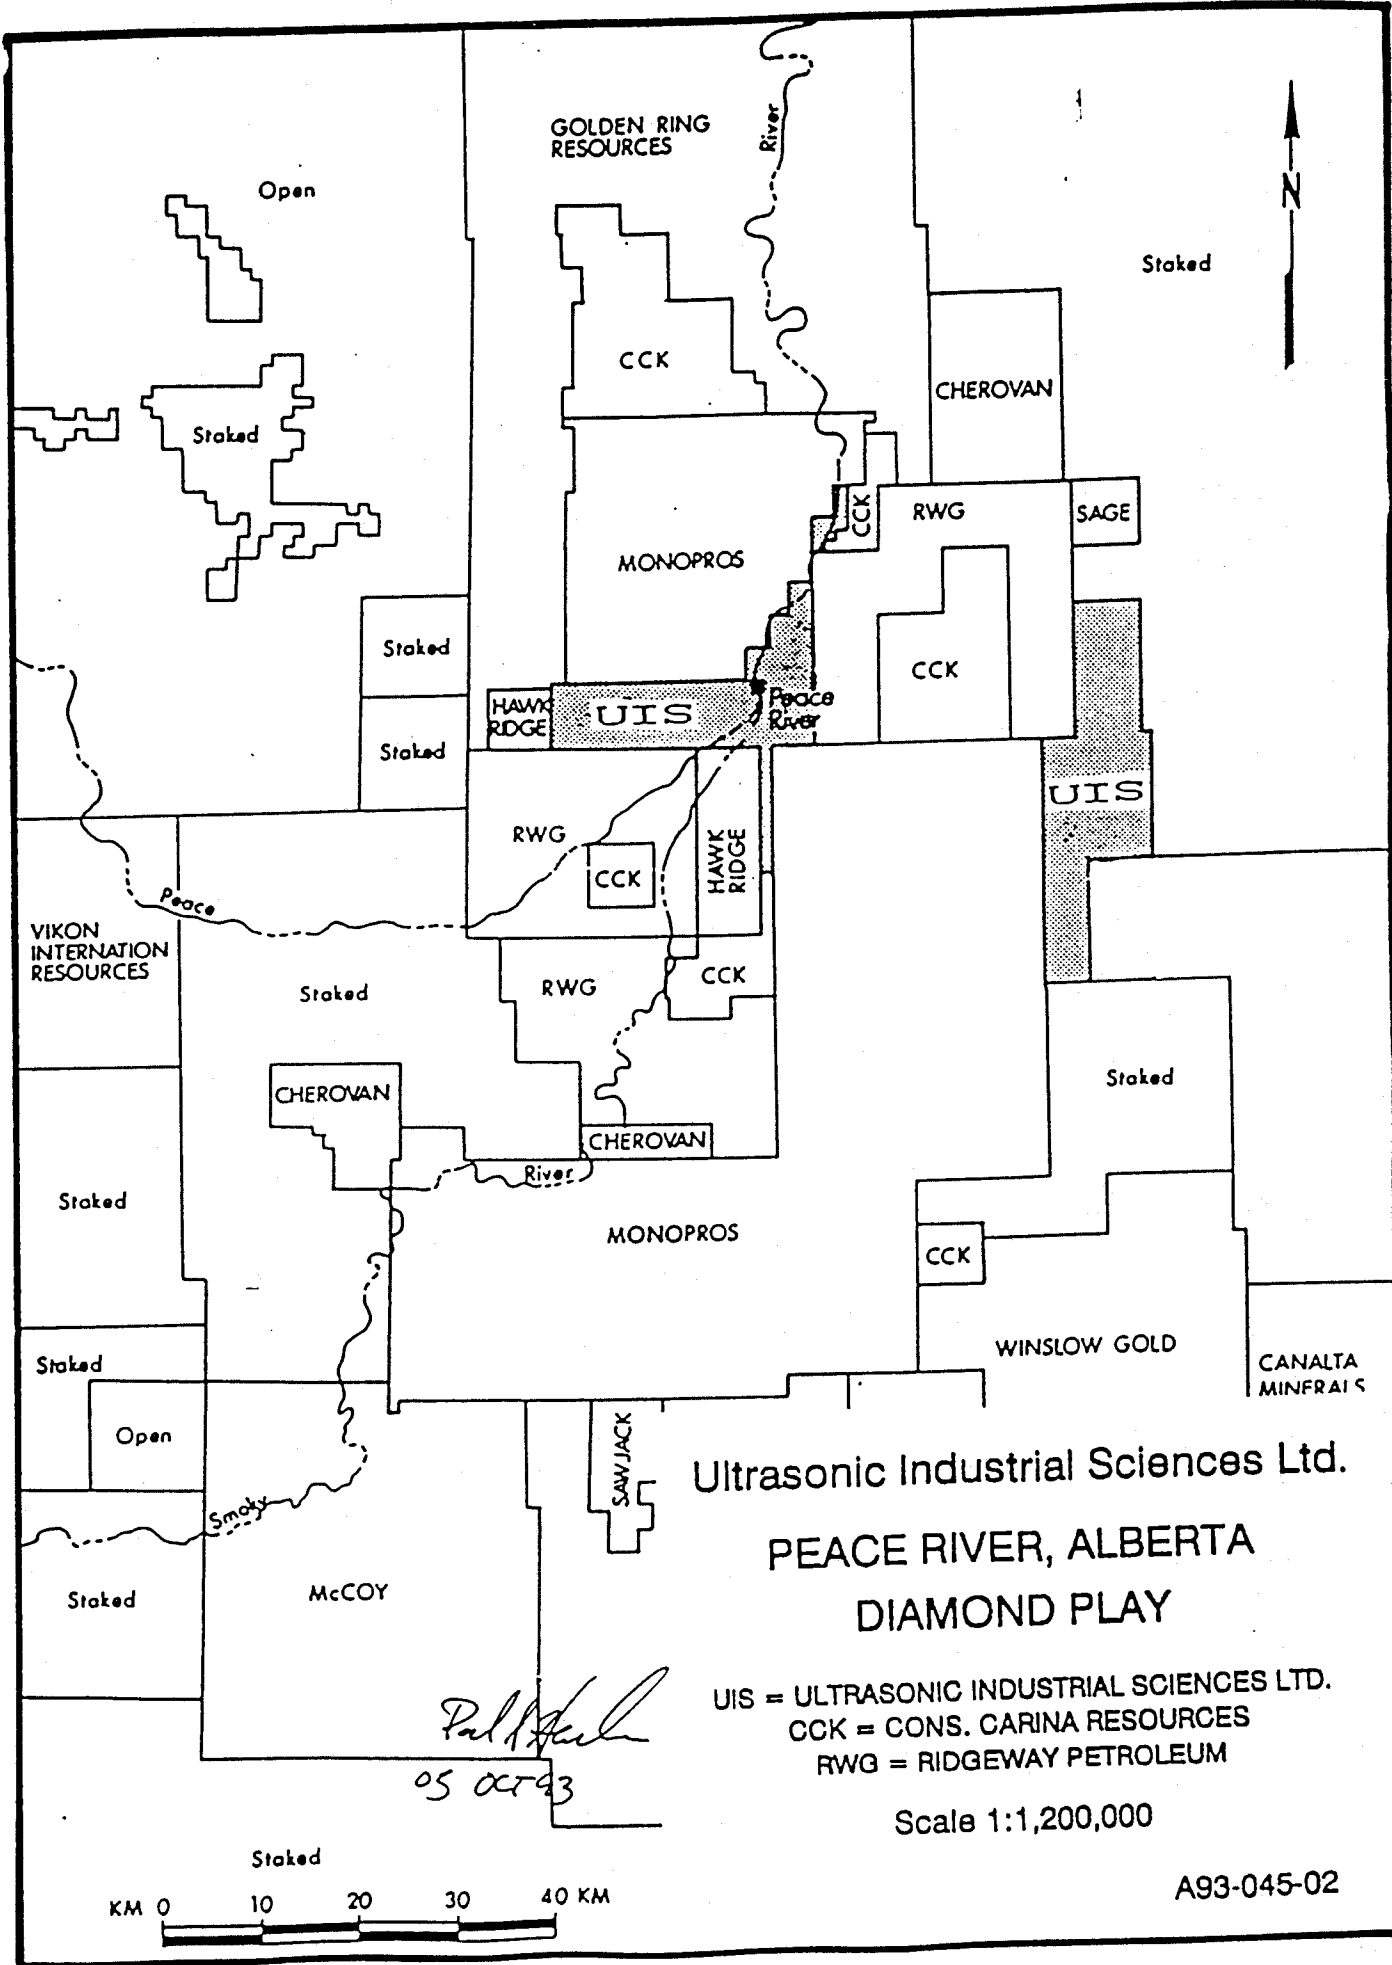 GOLDEN RING
RESOURCES
River
N
Open
Staked
CCK
CHEROVAN
Staked
CCK
RWG
SAGE
MONOPROS
Staked
CCK
HAWK
RIDGE
UIS
Peace
River
Staked
UIS
RWG
CCK
HAWK
RIDGE
Peace
VIKON
INTERNATION
RESOURCES
Staked
RWG
CCK
CHEROVAN
Staked
CHEROVAN
River
Staked
MONOPROS
CCK
Staked
WINSLOW GOLD
CANALTA
MINERALS
Open
SAWJACK
Smoky
Staked
McCOY
Ultrasonic Industrial Sciences Ltd.
PEACE RIVER, ALBERTA
DIAMOND PLAY
UIS = ULTRASONIC INDUSTRIAL SCIENCES LTD.
CCK = CONS. CARINA RESOURCES
RWG = RIDGEWAY PETROLEUM
05 OCT 93
Scale 1:1,200,000
Staked
A93-045-02
KM 0 10 20 30 40 KM